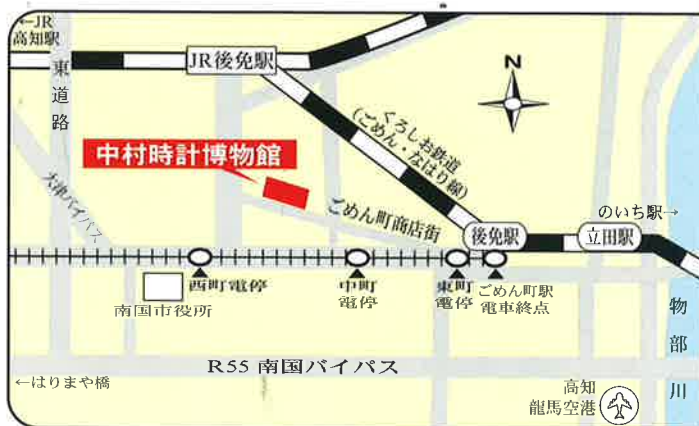 ←JR
高知駅
東道路
JR後免駅
N
中村時計博物館
くろしお鉄道
(ごめん・なはり線)
大津バイパス
ごめん町商店街
のいち駅→
後免駅
立田駅
西町電停
中町
電停
東町
電停
ごめん町駅
電車終点
南国市役所
物部川
R55 南国バイパス
←はりまや橋
高知
龍馬空港